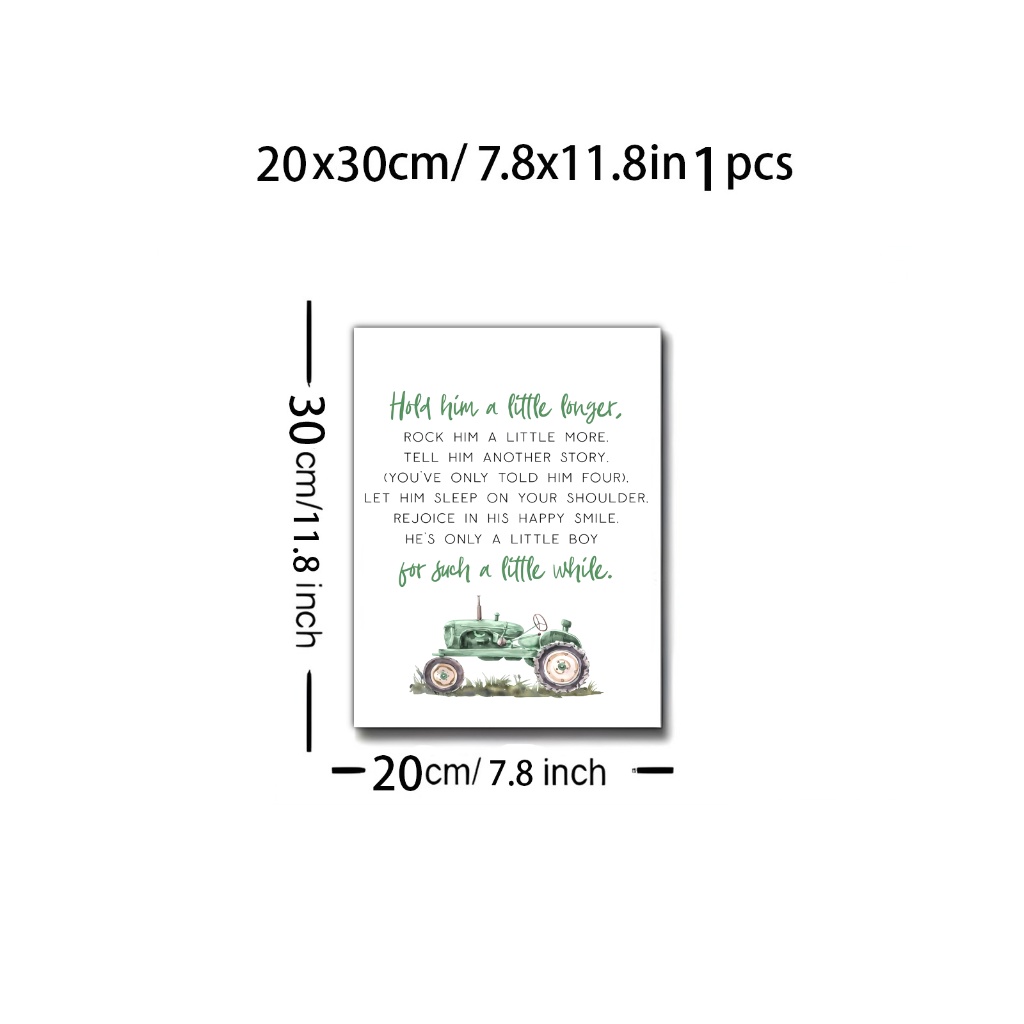 20x30cm/ 7.8x11.8in 1 pcs
30cm/11.8 inch
Hold him a little longer,
ROCK HIM A LITTLE MORE.
TELL HIM ANOTHER STORY.
(YOU'VE ONLY TOLD HIM FOUR).
LET HIM SLEEP ON YOUR SHOULDER.
REJOICE IN HIS HAPPY SMILE.
HE'S ONLY A LITTLE BOY
for such a little while.
20cm/ 7.8 inch